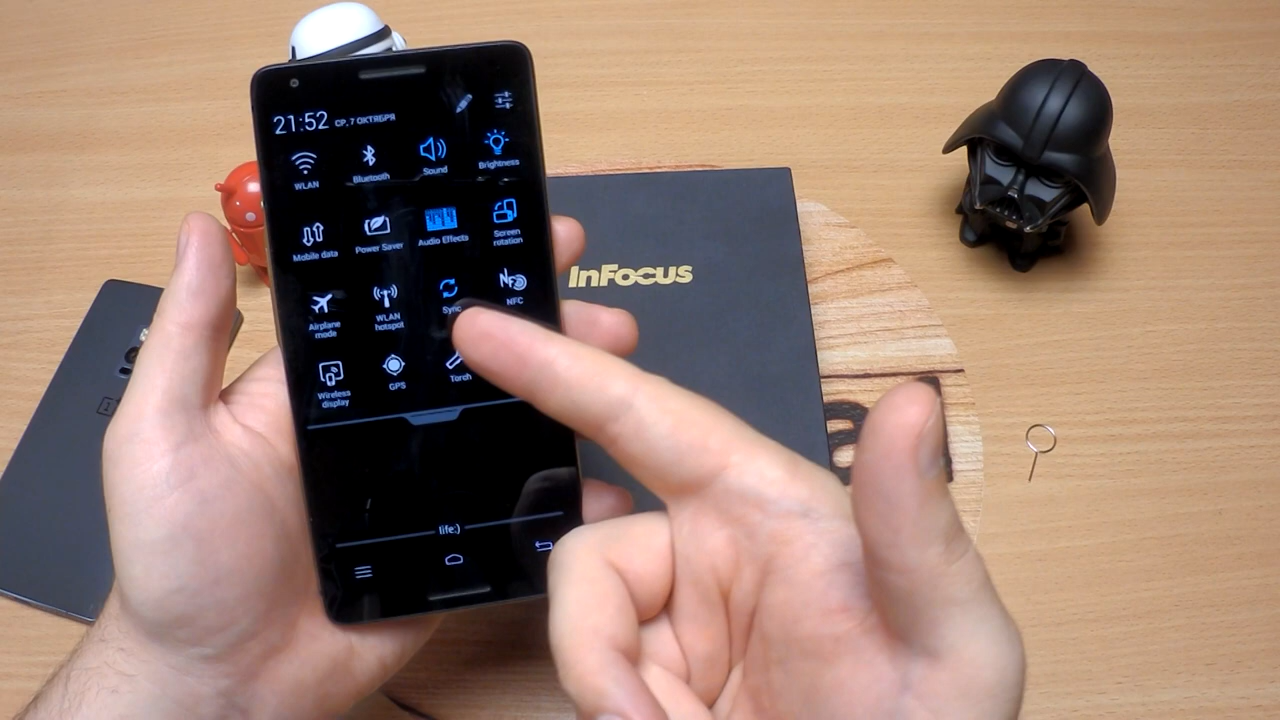 21:52 СР, 7 ОКТЯБРЯ
WLAN
Bluetooth
Sound
Brightness
Mobile data
Power Saver
Audio Effects
Screen
rotation
Airplane
mode
WLAN
hotspot
Sync
NFC
Wireless
display
GPS
Torch
life:)
InFocus